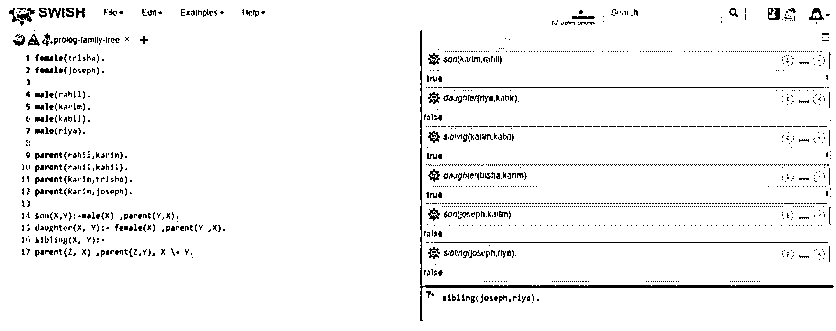 SWISH File Edit Examples Help Search
prolog-family-tree × +
1 female(trisha).
2 female(joseph).
3
4 male(rahil).
5 male(karim).
6 male(kabil).
7 male(riya).
8
9 parent(rahil,karim).
10 parent(rahil,kabil).
11 parent(karim,trisha).
12 parent(karim,joseph).
13
14 son(X,Y):-male(X) ,parent(Y,X).
15 daughter(X, Y):- female(X) ,parent(Y ,X).
16 sibling(X, Y):-
17 parent(Z, X) ,parent(Z,Y), X \= Y.
son(karim,rahil)
true
1
daughter(riya,kabil).
false
sibling(karim,kabil)
true
daughter(trisha,karim)
true
son(joseph,karim)
false
sibling(joseph,riya).
false
?- sibling(joseph,riya).